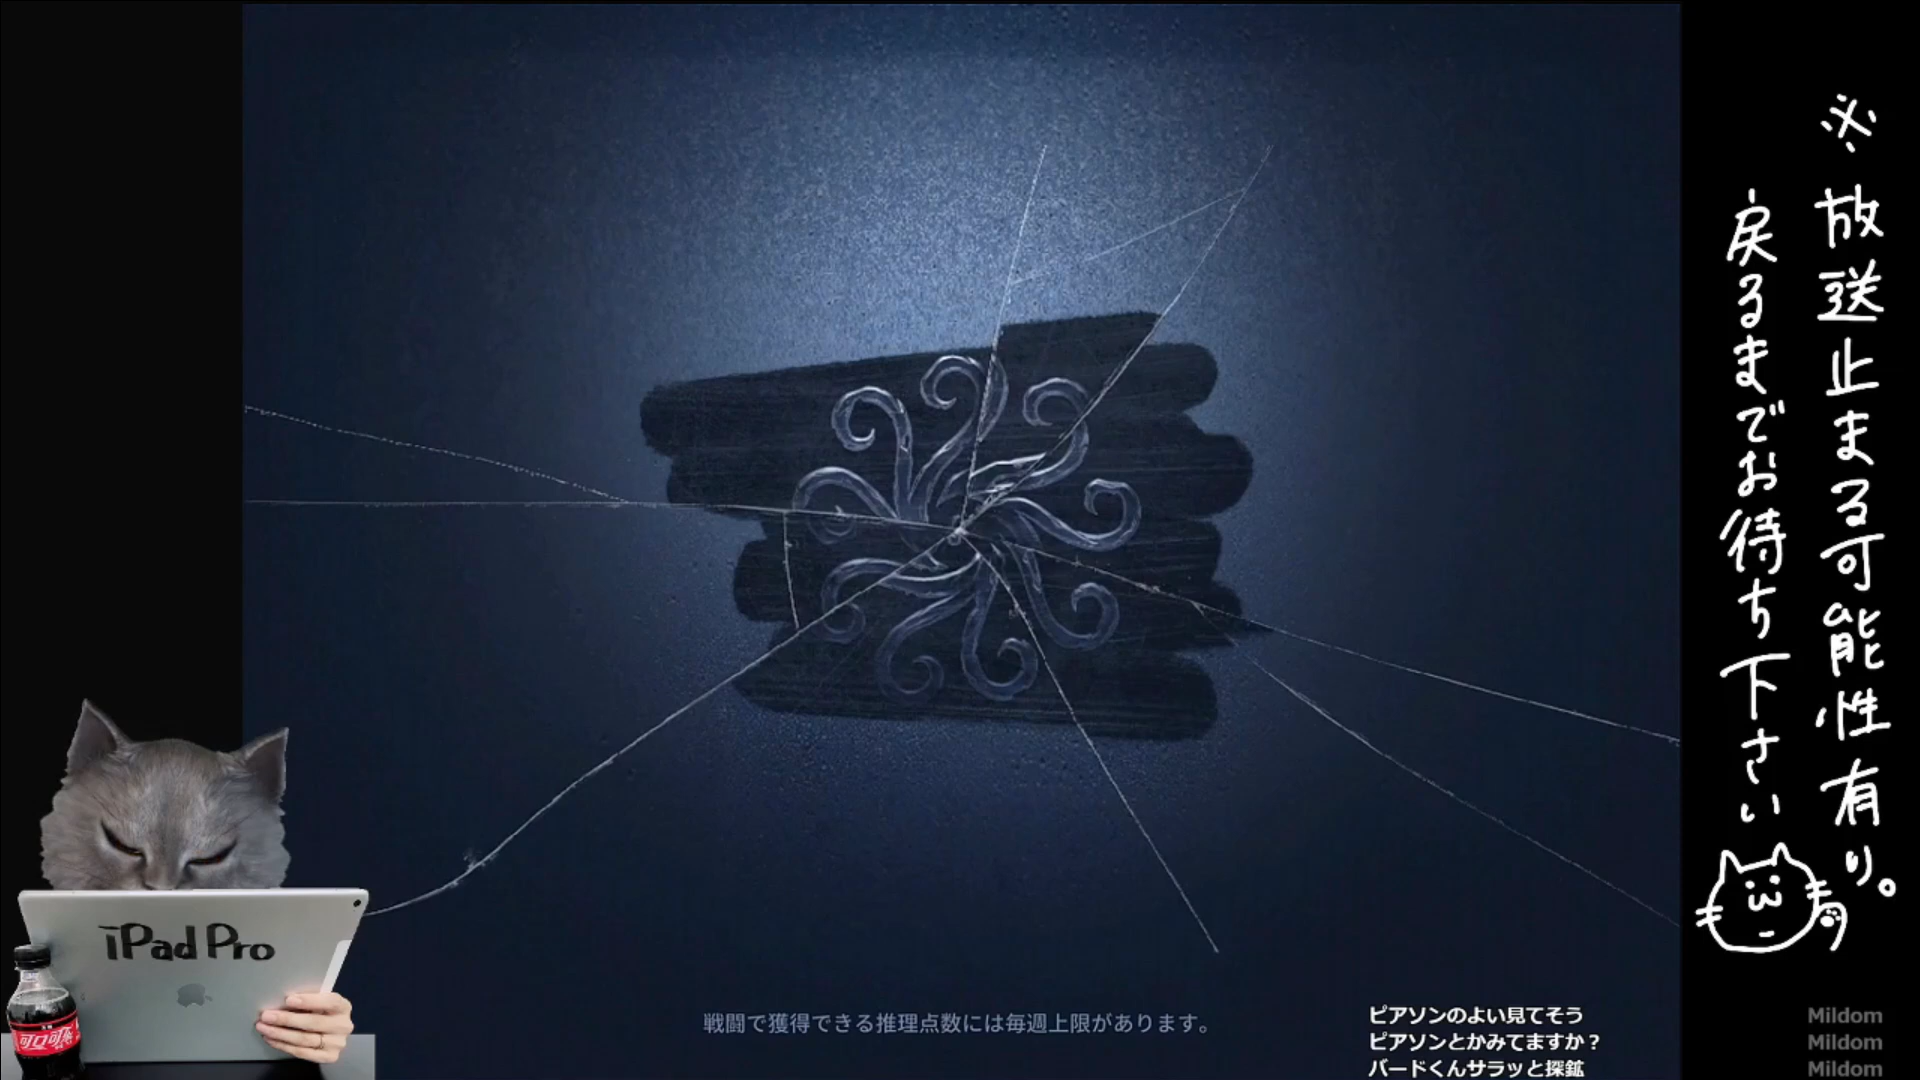 ※放送止まる可能性有り。
戻るまでお待ち下さい
iPad Pro
可口可乐
戦闘で獲得できる推理点数には毎週上限があります。
ピアソンのよい見てそう
ピアソンとかみてますか？
バードくんサラッと探鉱
Mildom
Mildom
Mildom